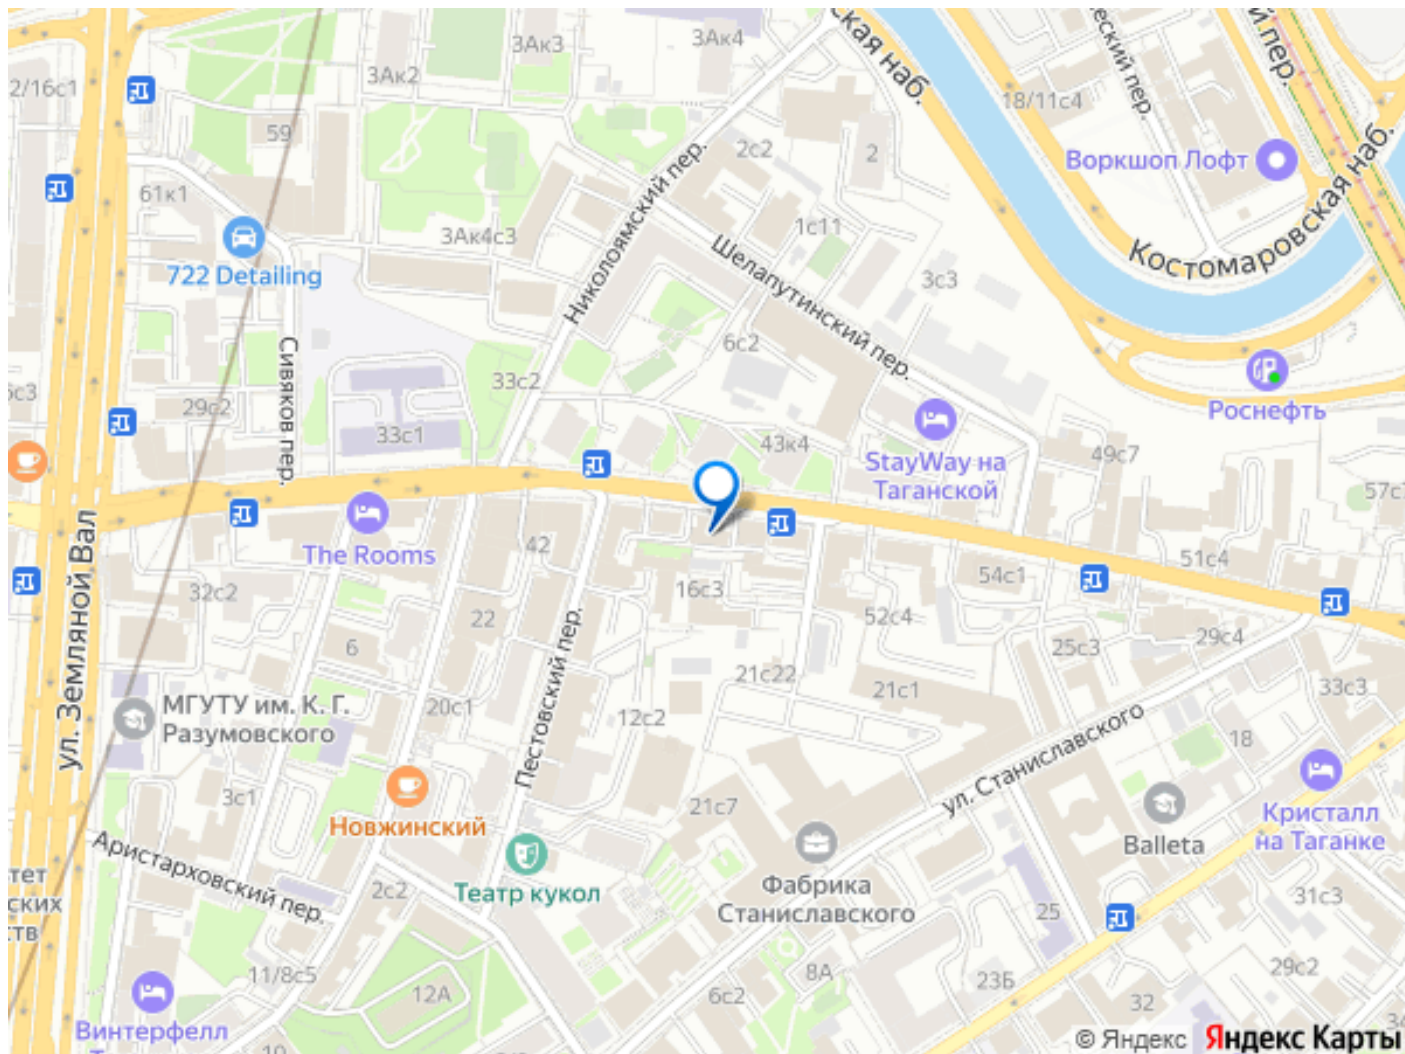 3Ак3
3Ак4
ская наб.
й пер.
еский пер.
2/16с1
3Ак2
18/11с4
59
2с2
2
Воркшоп Лофт
61к1
Николоямский пер.
1с11
Костомаровская наб.
3Ак4с3
Шелапутинский пер.
722 Detailing
3с3
6с2
Сивяков пер.
33с2
Роснефть
29с2
33с1
43к4
49с7
StayWay на
Таганской
The Rooms
42
51с4
32с2
16с3
54с1
ул. Земляной Вал
22
52с4
29с4
6
25с3
Пестовский пер.
21с22
33с3
21с1
МГУТУ им. К. Г.
Разумовского
20с1
12с2
ул. Станиславского
18
3с1
21с7
Новжинский
Кристалл
на Таганке
Balleta
Аристарховский пер.
Театр кукол
Фабрика
Станиславского
2с2
31с3
25
11/8с5
12А
8А
23Б
29с2
6с2
32
Винтерфелл
© Яндекс Яндекс Карты